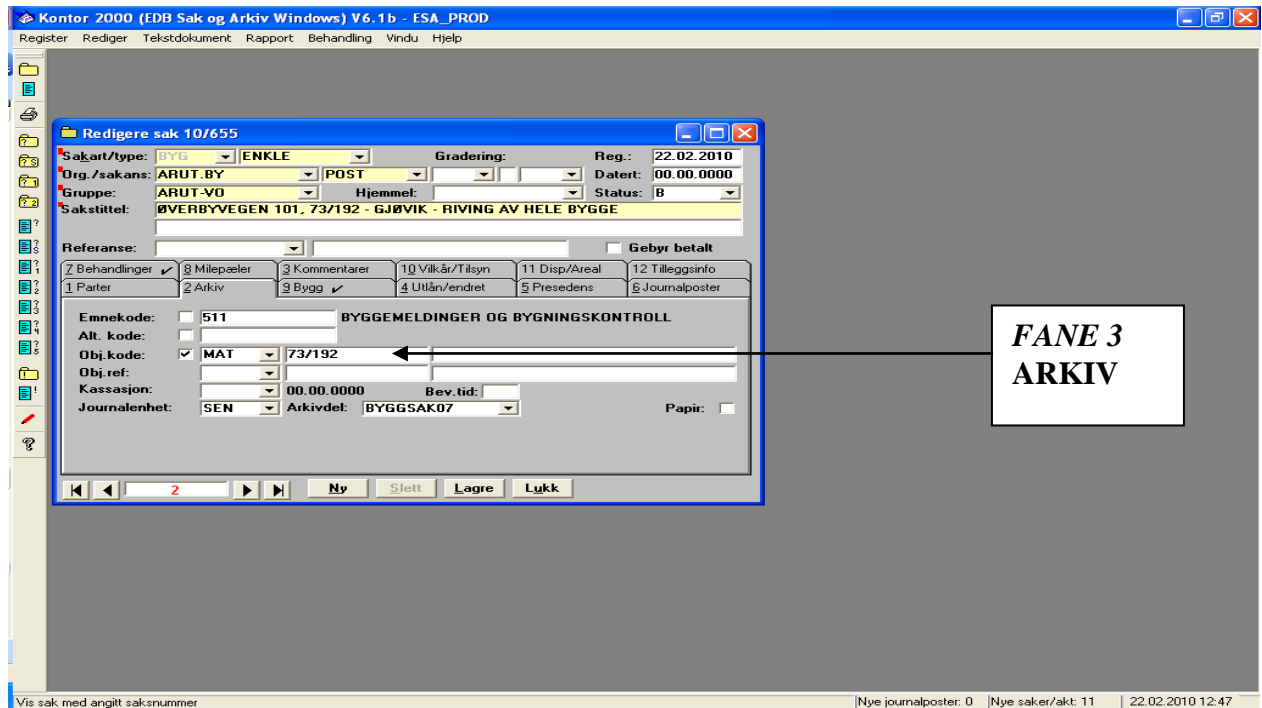 Kontor 2000 (EDB Sak og Arkiv Windows) V6.1b - ESA_PROD
Register Rediger Tekstdokument Rapport Behandling Vindu Hjelp
Redigere sak 10/655
Sakart/type: BYG ENKLE Gradering: Reg.: 22.02.2010
Org./sakans: ARUT.BY POST Datert: 00.00.0000
Gruppe: ARUT-VO Hjemmel: Status: B
Sakstittel: ØVERBYVEGEN 101, 73/192 - GJØVIK - RIVING AV HELE BYGGE
Referanse: Gebyr betalt
7 Behandlinger 8 Milepæler 3 Kommentarer 10 Vilkår/Tilsyn 11 Disp/Areal 12 Tilleggsinfo
1 Parter 2 Arkiv 9 Bygg 4 Utlån/endret 5 Presedens 6 Journalposter
Emnekode: 511 BYGGEMELDINGER OG BYGNINGSKONTROLL
Alt. kode:
Obj.kode: MAT 73/192
Obj.ref:
Kassasjon: 00.00.0000 Bev.tid:
Journalenhet: SEN Arkivdel: BYGGSAK07 Papir:
2 Ny Slett Lagre Lukk
FANE 3
ARKIV
Vis sak med angitt saksnummer Nye journalposter: 0 Nye saker/akt: 11 22.02.2010 12:47